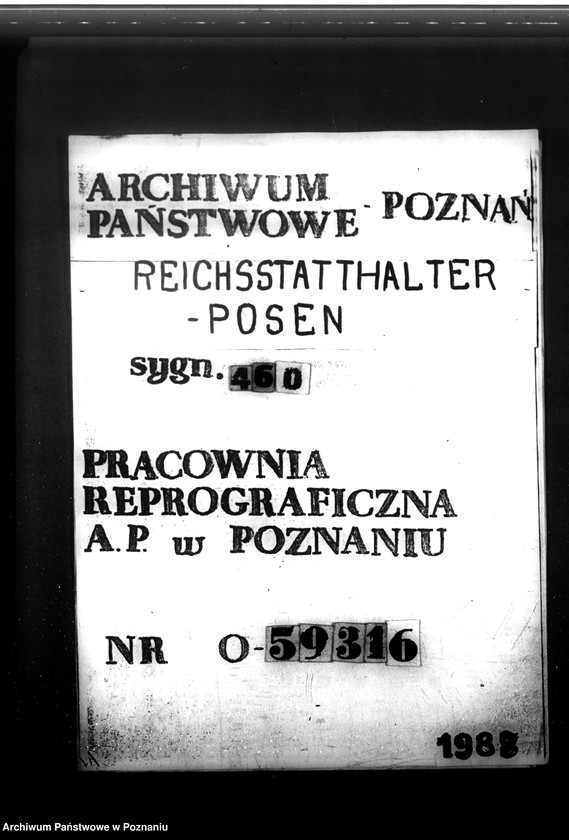 ARCHIWUM
PAŃSTWOWE - POZNAŃ
REICHSSTATTHALTER
-POSEN
sygn. 460
PRACOWNIA
REPROGRAFICZNA
A.P. w POZNANIU
NR O-59316
1988
Archiwum Państwowe w Poznaniu